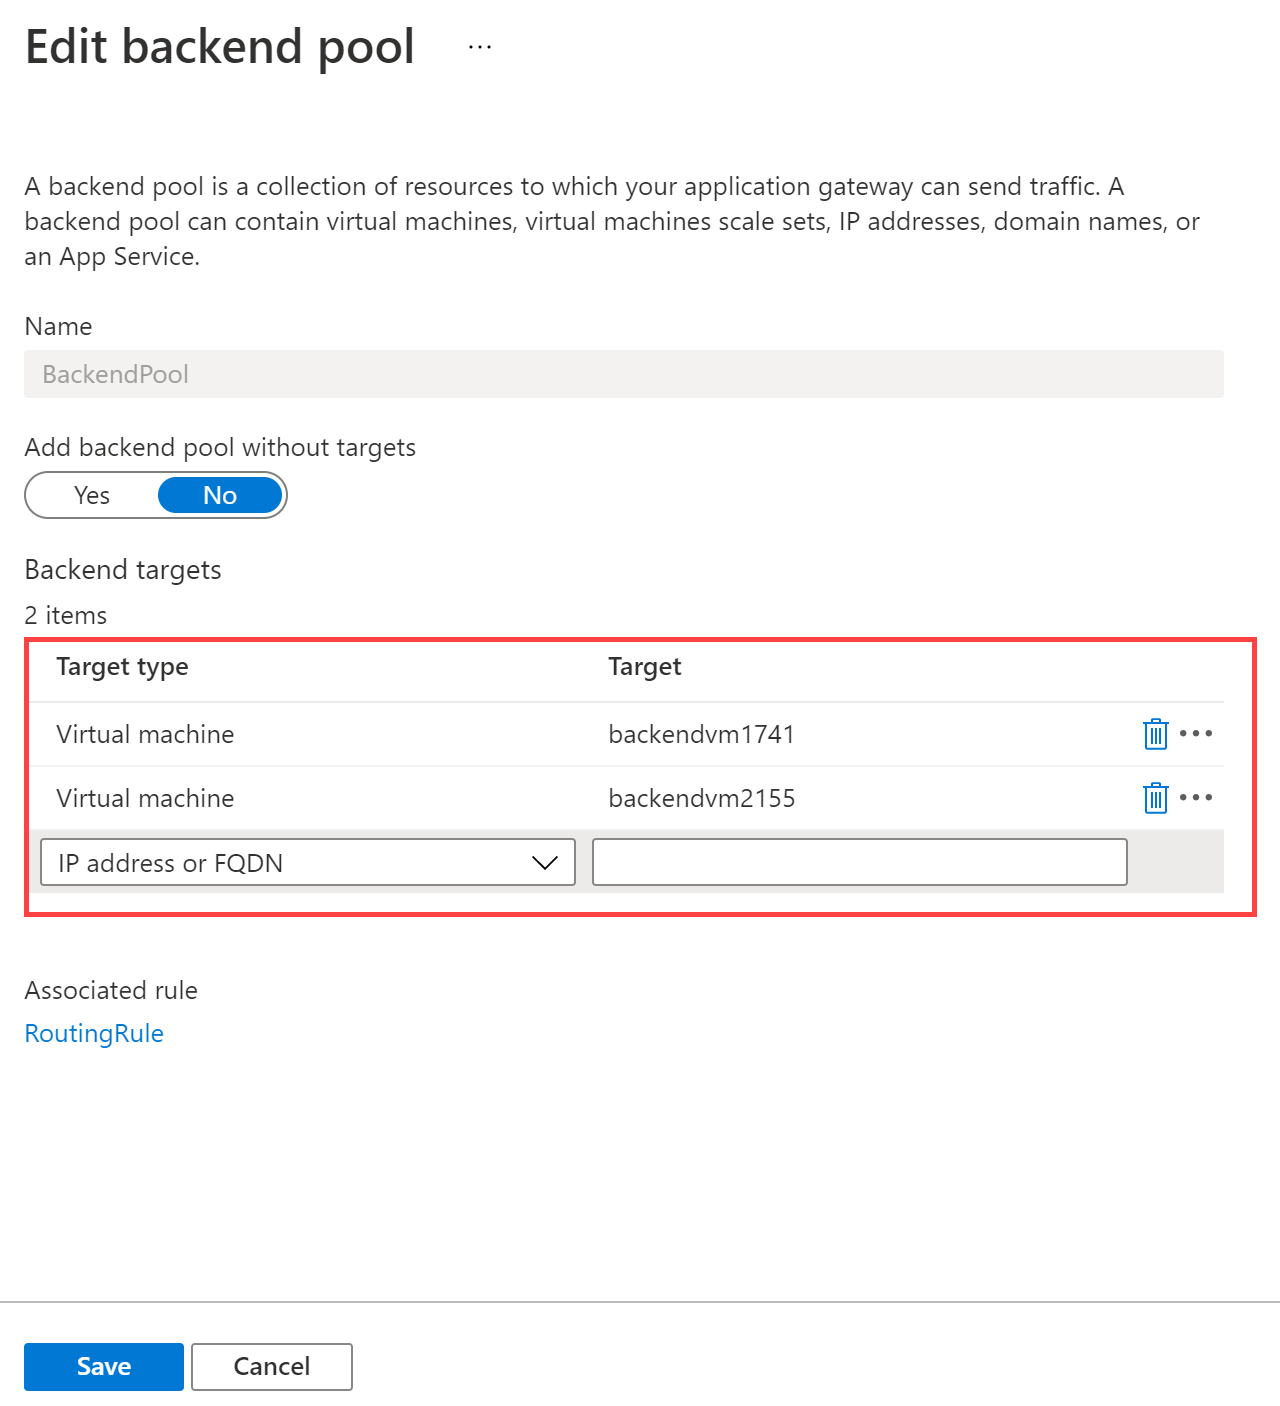 Edit backend pool ...
A backend pool is a collection of resources to which your application gateway can send traffic. A
backend pool can contain virtual machines, virtual machines scale sets, IP addresses, domain names, or
an App Service.
Name
BackendPool
Add backend pool without targets
Yes No
Backend targets
2 items
Target type Target
Virtual machine backendvm1741
Virtual machine backendvm2155
IP address or FQDN
Associated rule
RoutingRule
Save Cancel